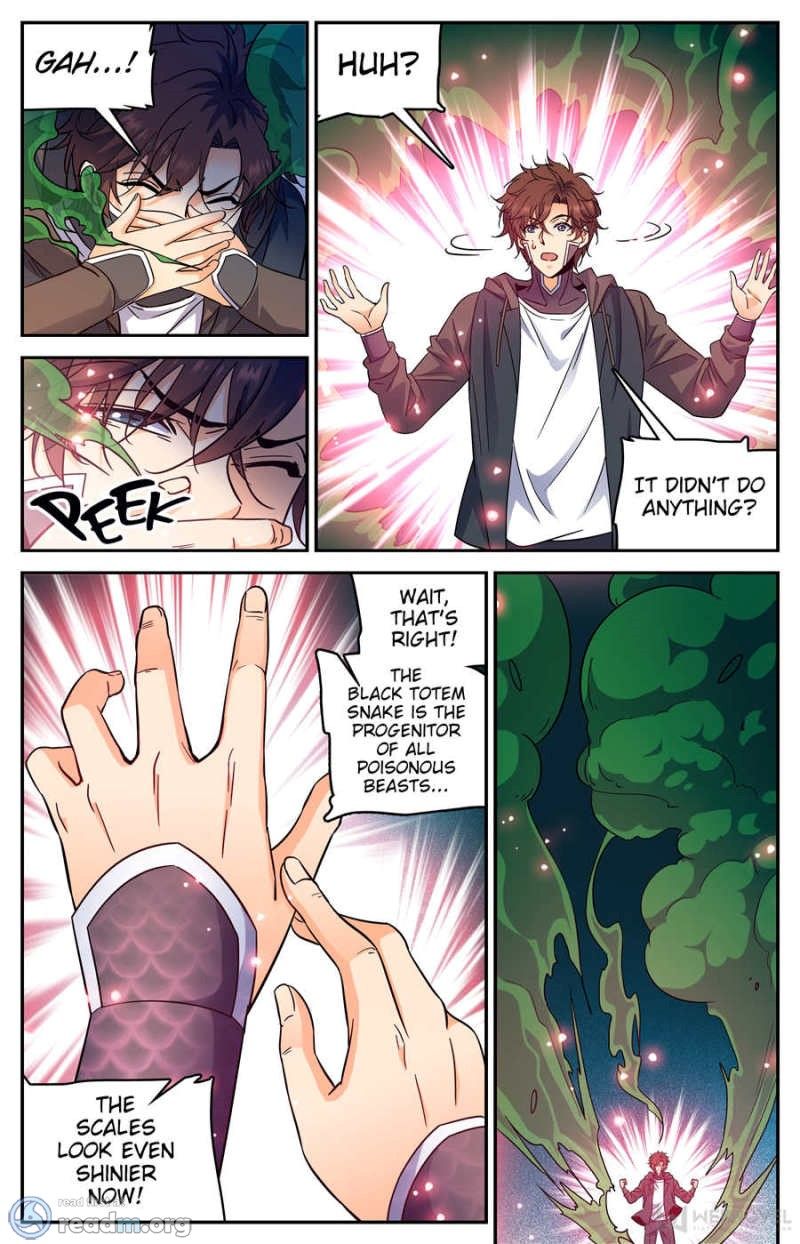 GAH...!
HUH?
IT DIDN'T DO
ANYTHING?
PEEK
WAIT,
THAT'S
RIGHT!
THE
BLACK TOTEM
SNAKE IS THE
PROGENITOR
OF ALL
POISONOUS
BEASTS...
THE
SCALES
LOOK EVEN
SHINIER
NOW!
readm.org